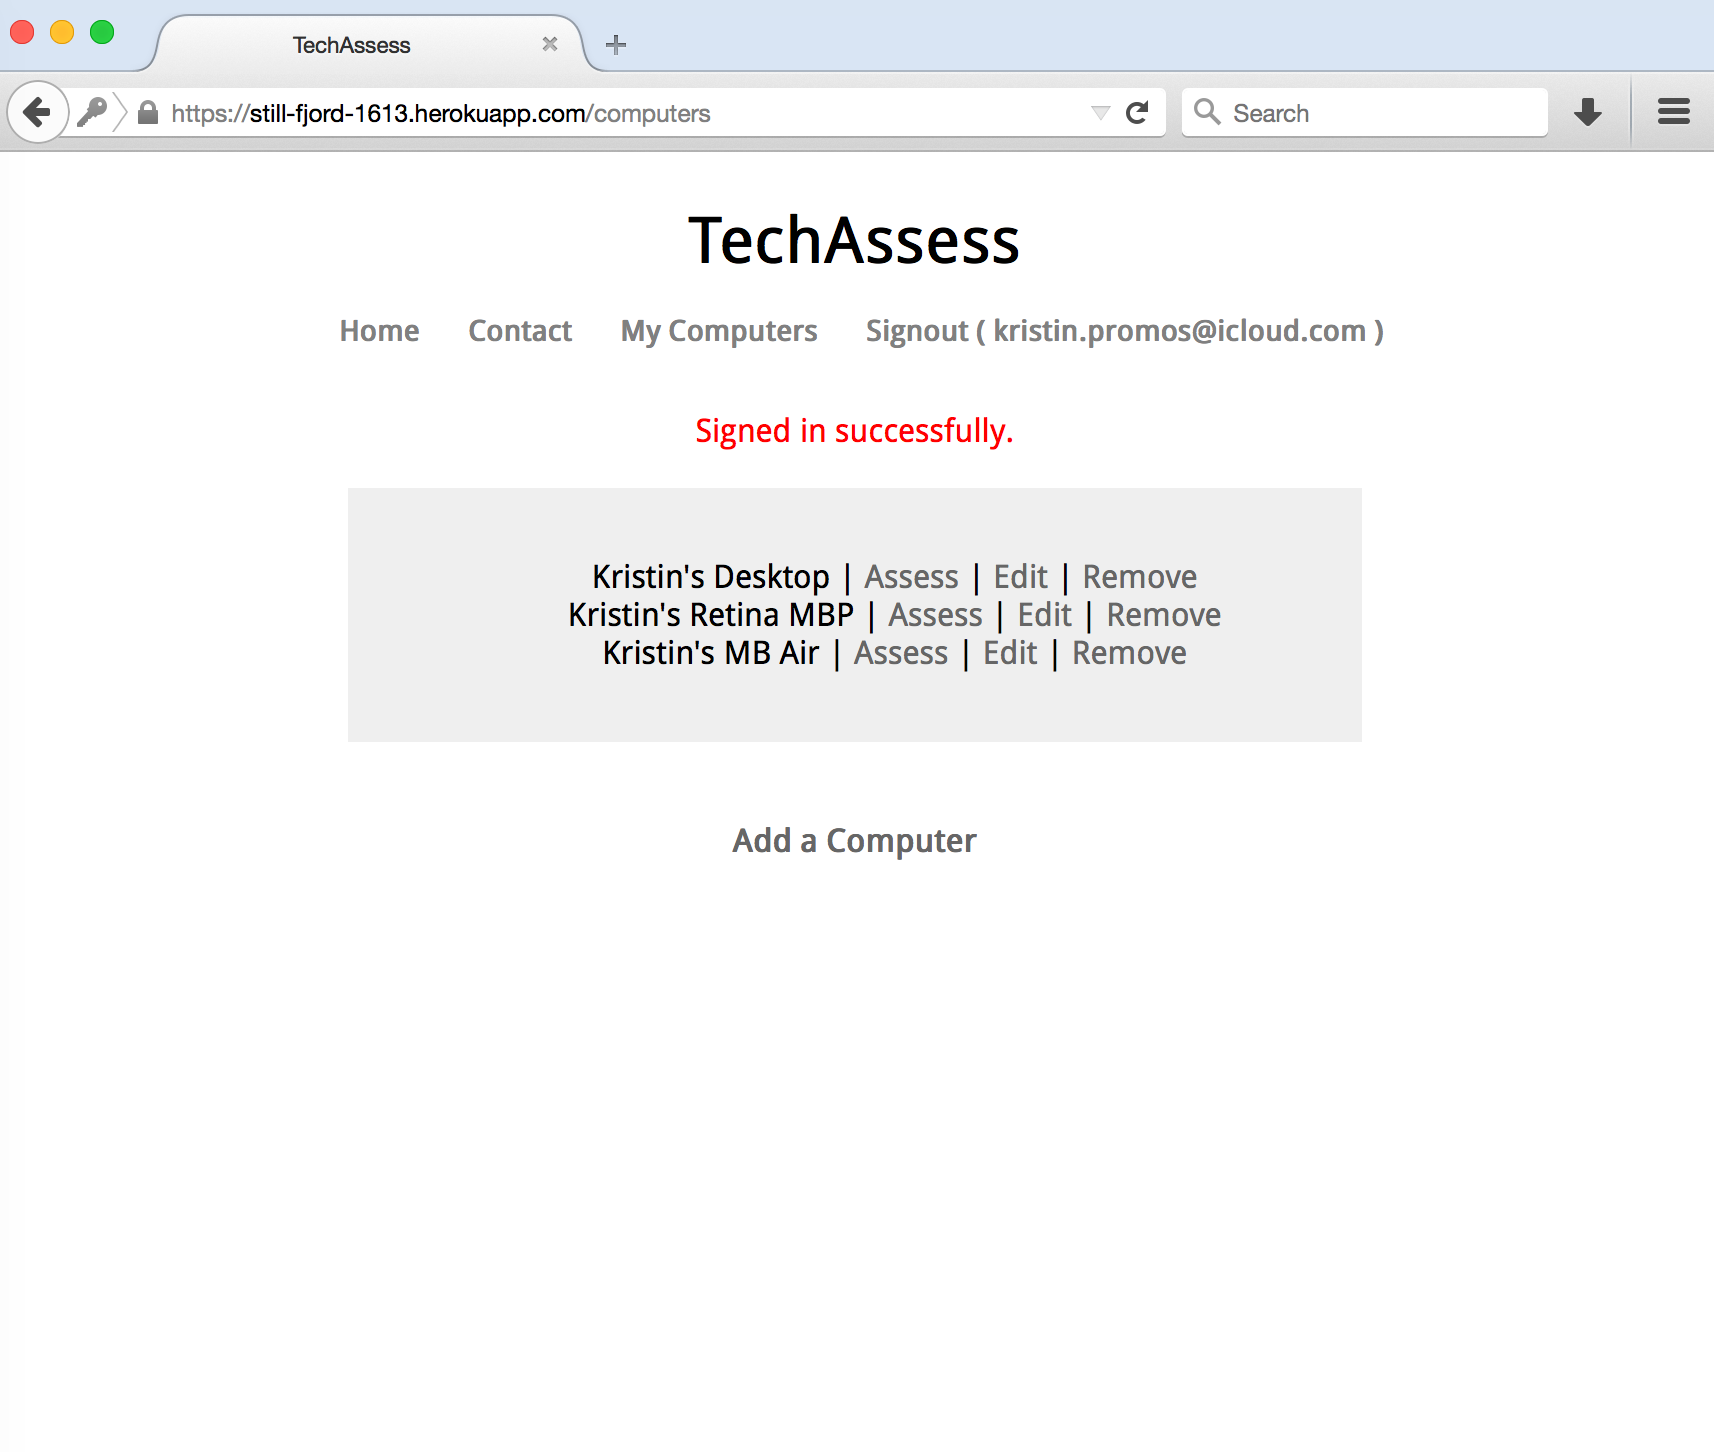 TechAssess
https://still-fjord-1613.herokuapp.com/computers
Search
TechAssess
Home Contact My Computers Signout ( kristin.promos@icloud.com )
Signed in successfully.
Kristin's Desktop | Assess | Edit | Remove
Kristin's Retina MBP | Assess | Edit | Remove
Kristin's MB Air | Assess | Edit | Remove
Add a Computer